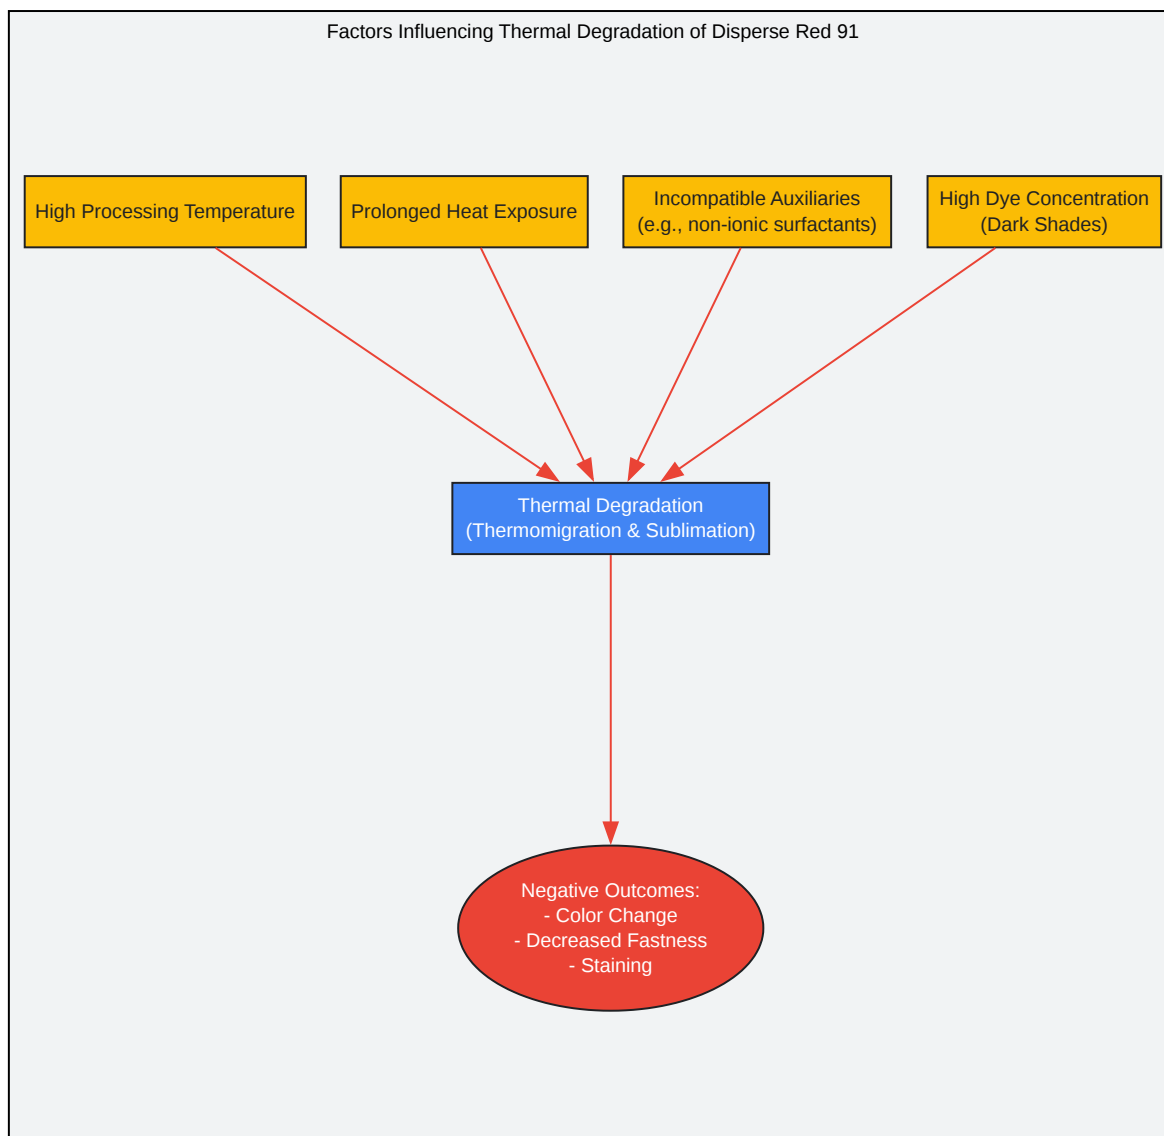 Factors Influencing Thermal Degradation of Disperse Red 91
High Processing Temperature
Prolonged Heat Exposure
Incompatible Auxiliaries
(e.g., non-ionic surfactants)
High Dye Concentration
(Dark Shades)
Thermal Degradation
(Thermomigration & Sublimation)
Negative Outcomes:
- Color Change
- Decreased Fastness
- Staining